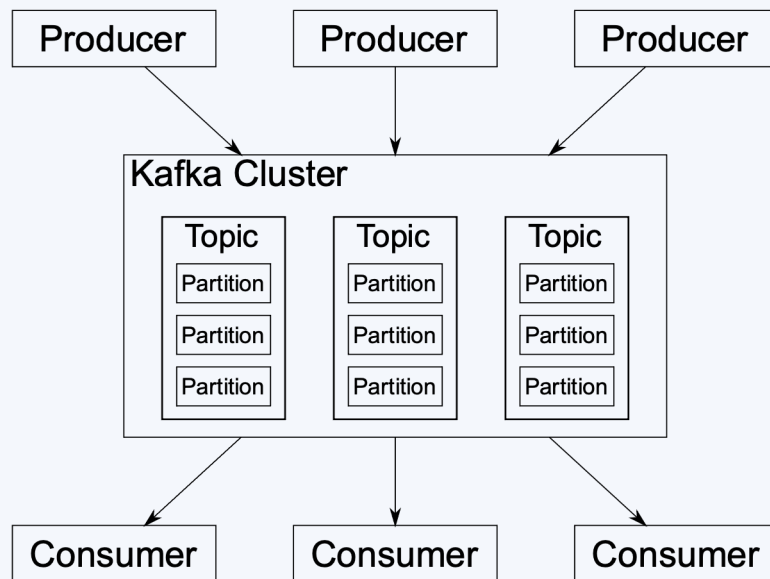 Producer Producer Producer
Kafka Cluster
Topic Topic Topic
Partition Partition Partition
Partition Partition Partition
Partition Partition Partition
Consumer Consumer Consumer